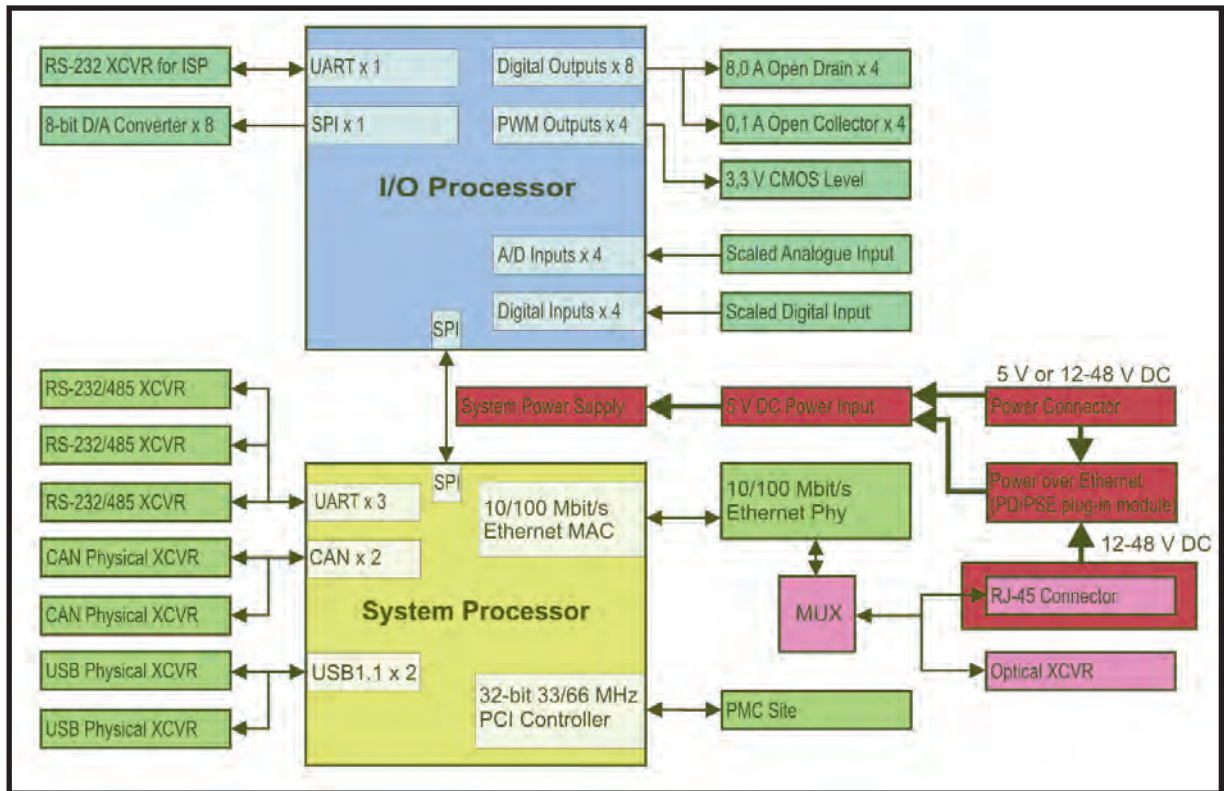 RS-232 XCVR for ISP
8-bit D/A Converter x 8
UART x 1
SPI x 1
Digital Outputs x 8
PWM Outputs x 4
I/O Processor
A/D Inputs x 4
Digital Inputs x 4
SPI
8,0 A Open Drain x 4
0,1 A Open Collector x 4
3,3 V CMOS Level
Scaled Analogue Input
Scaled Digital Input
System Power Supply
5 V DC Power Input
5 V or 12-48 V DC
Power Connector
Power over Ethernet
(PD/PSE plug-in module)
12-48 V DC
RJ-45 Connector
Optical XCVR
RS-232/485 XCVR
RS-232/485 XCVR
RS-232/485 XCVR
CAN Physical XCVR
CAN Physical XCVR
USB Physical XCVR
USB Physical XCVR
SPI
UART x 3
CAN x 2
10/100 Mbit/s
Ethernet MAC
System Processor
USB1.1 x 2
32-bit 33/66 MHz
PCI Controller
10/100 Mbit/s
Ethernet Phy
MUX
PMC Site